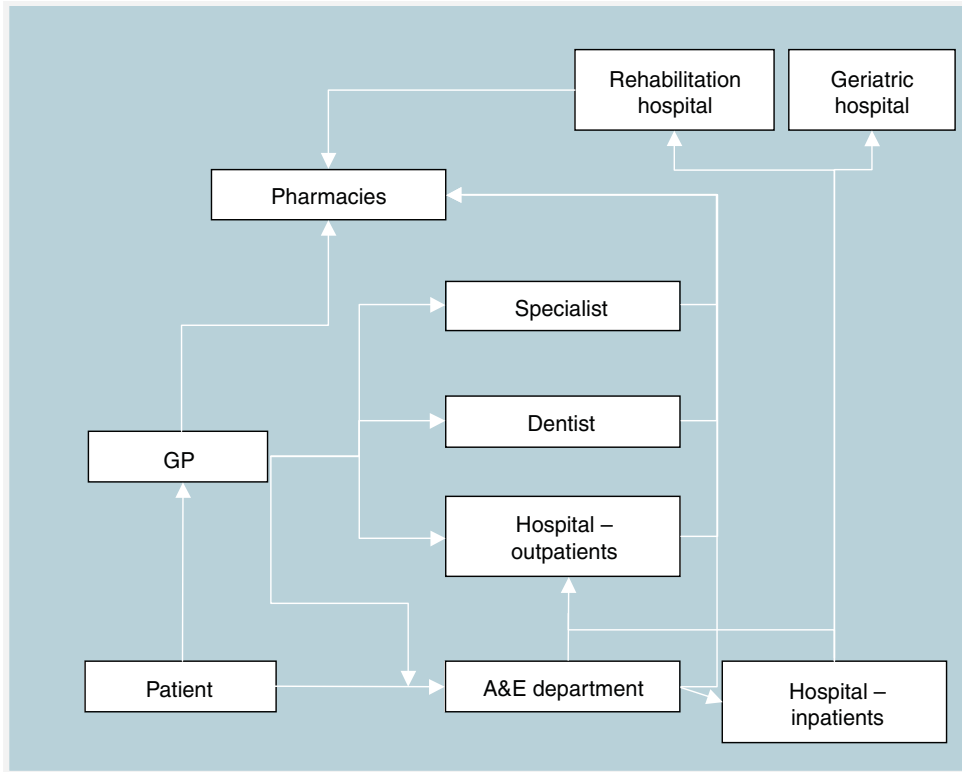 Rehabilitation
hospital
Geriatric
hospital
Pharmacies
Specialist
Dentist
GP
Hospital –
outpatients
Patient
A&E department
Hospital –
inpatients